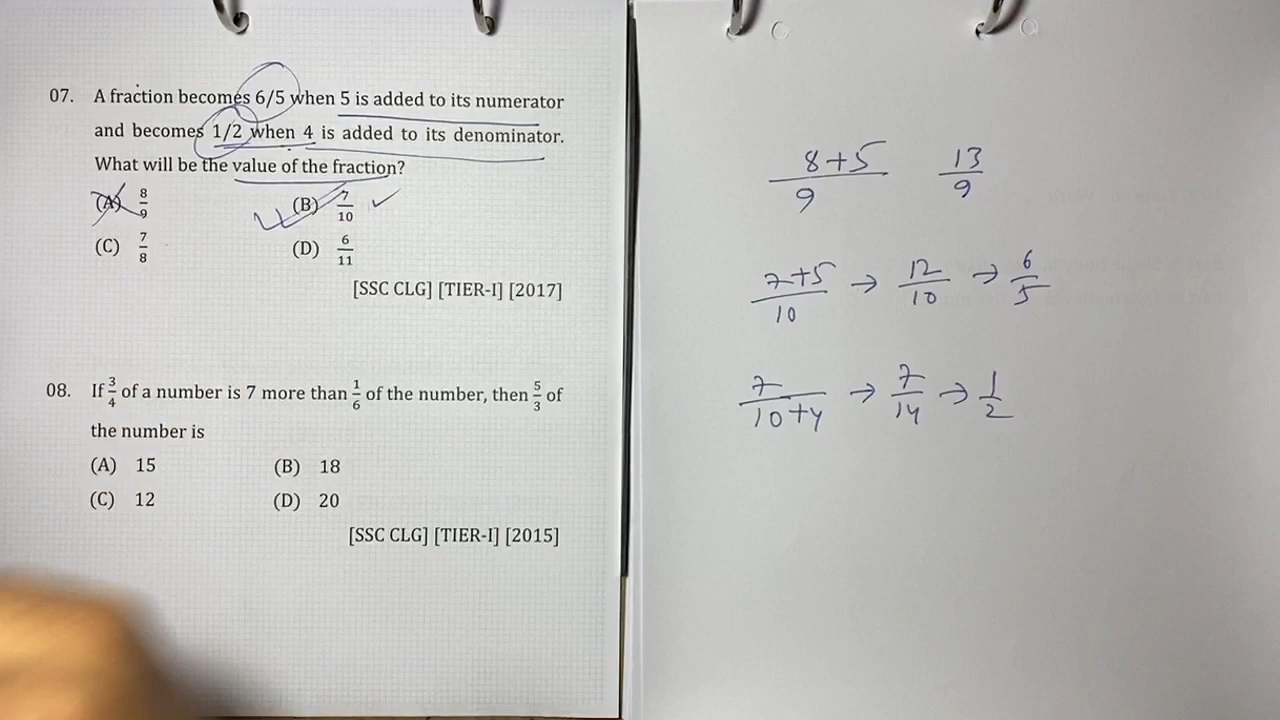 07. A fraction becomes 6/5 when 5 is added to its numerator
and becomes 1/2 when 4 is added to its denominator.
What will be the value of the fraction?
(A) 8/9 (B) 7/10
(C) 7/8 (D) 6/11
[SSC CLG] [TIER-I] [2017]
08. If 3/4 of a number is 7 more than 1/6 of the number, then 5/3 of
the number is
(A) 15 (B) 18
(C) 12 (D) 20
[SSC CLG] [TIER-I] [2015]
8+5/9 13/9
7+5/10 → 12/10 → 6/5
7/10+4 → 7/14 → 1/2